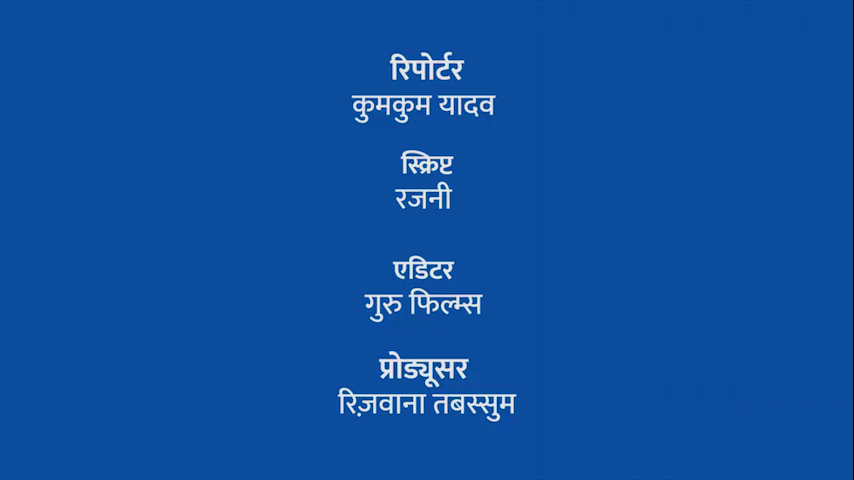 रिपोर्टर
कुमकुम यादव
स्क्रिप्ट
रजनी
एडिटर
गुरु फिल्म्स
प्रोड्यूसर
रिज़वाना तबस्सुम